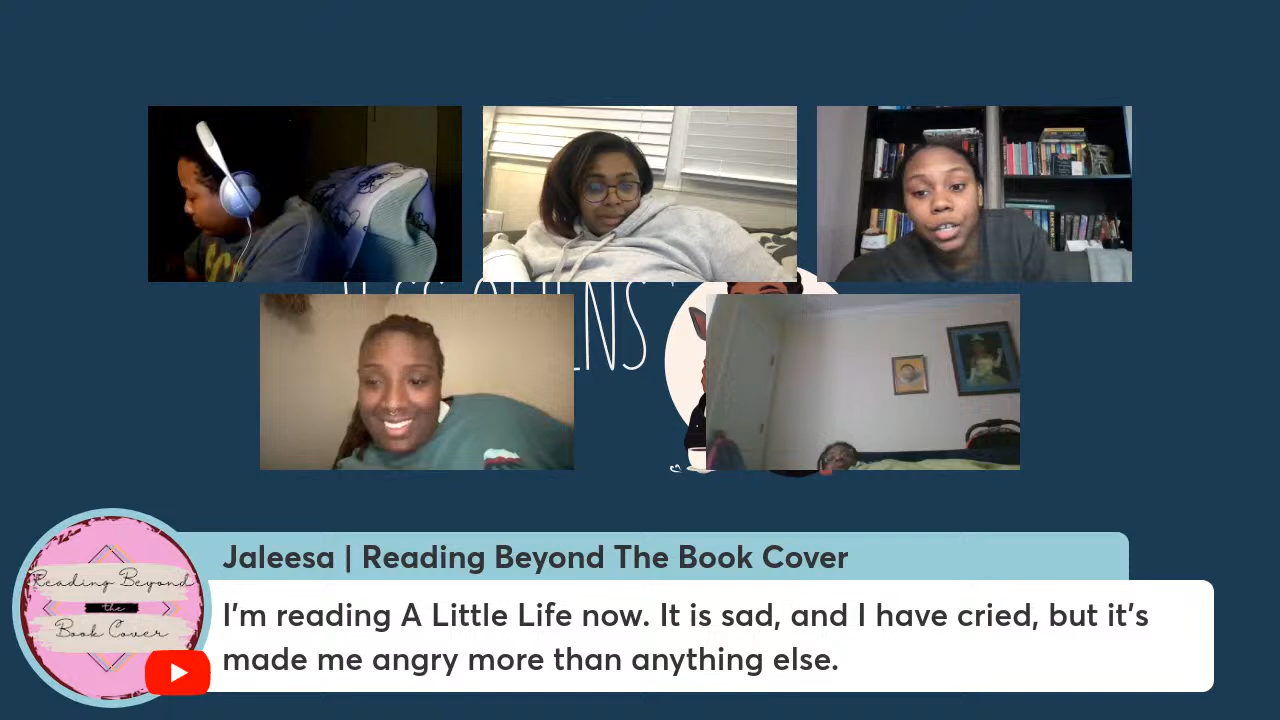 ENS
Jaleesa | Reading Beyond The Book Cover
I'm reading A Little Life now. It is sad, and I have cried, but it's
made me angry more than anything else.
Reading Beyond
the
Book Cover